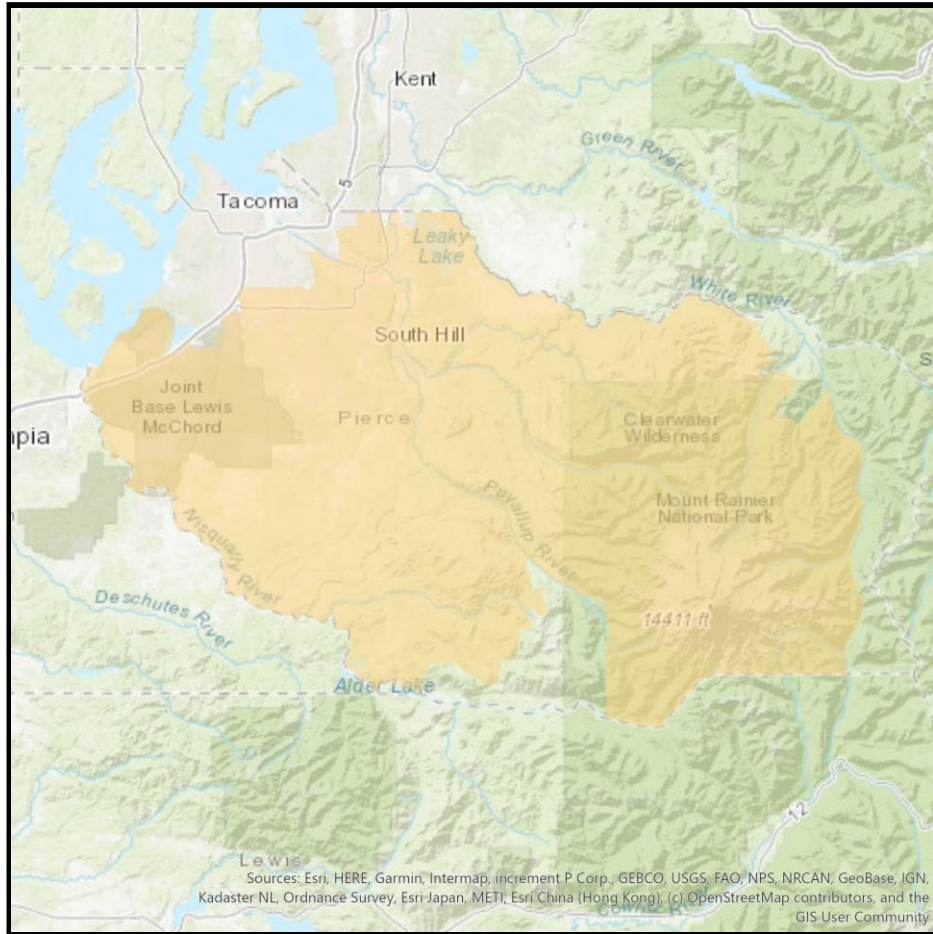 Kent
Green River
5
Tacoma
Leaky
Lake
White River
South Hill
Joint
Base Lewis
McChord
Pierce
Clearwater
Wilderness
pia
Mount Rainier
National Park
Puyallup River
Nisqually River
Deschutes River
14411 ft
Alder Lake
12
Lewis
Sources: Esri, HERE, Garmin, Intermap, increment P Corp., GEBCO, USGS, FAO, NPS, NRCAN, GeoBase, IGN,
Kadaster NL, Ordnance Survey, Esri Japan, METI, Esri China (Hong Kong), (c) OpenStreetMap contributors, and the
GIS User Community